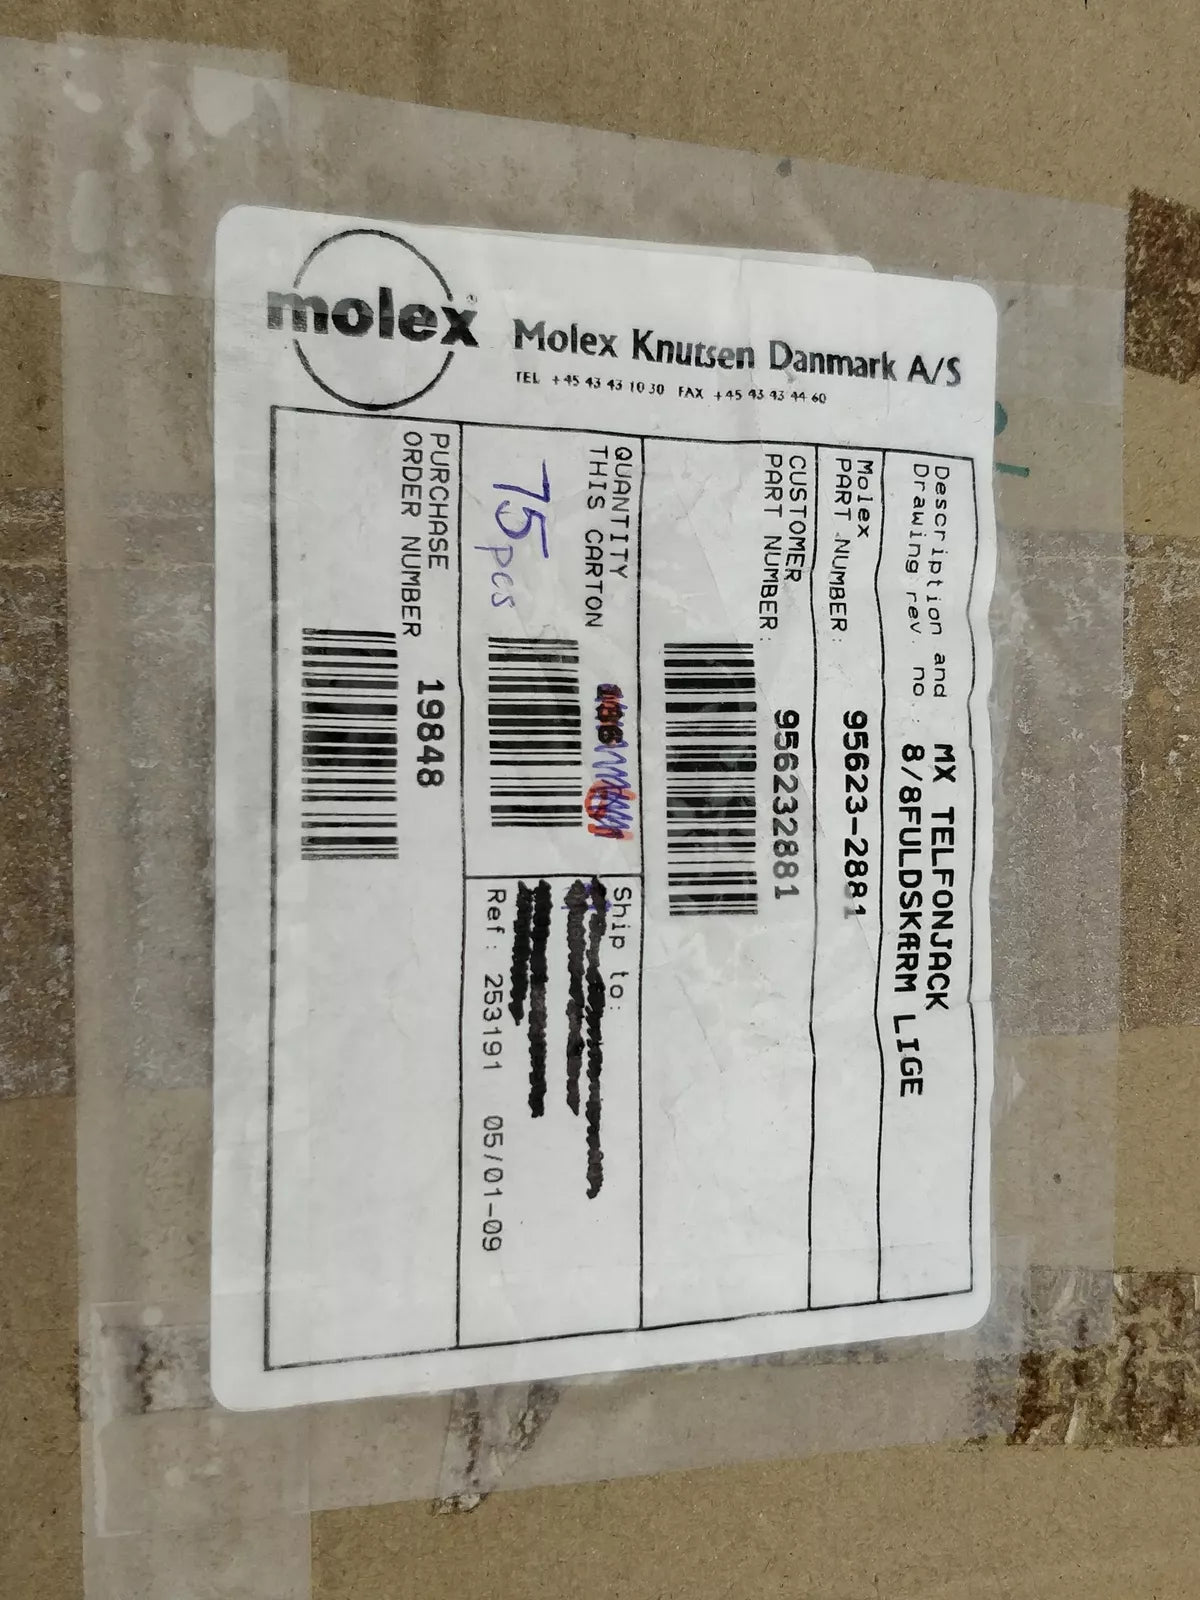 molex
Molex Knutsen Danmark A/S
TEL +45 43 43 10 30 FAX +45 43 43 44 60
Description and
Drawing rev. no.:
MX TELFONJACK
8/8FULDSKÆRM LIGE
Molex
PART NUMBER:
95623-2881
CUSTOMER
PART NUMBER:
956232881
QUANTITY
THIS CARTON
75 pcs
Ship to:
Ref: 253191 05/01-09
PURCHASE
ORDER NUMBER
19848